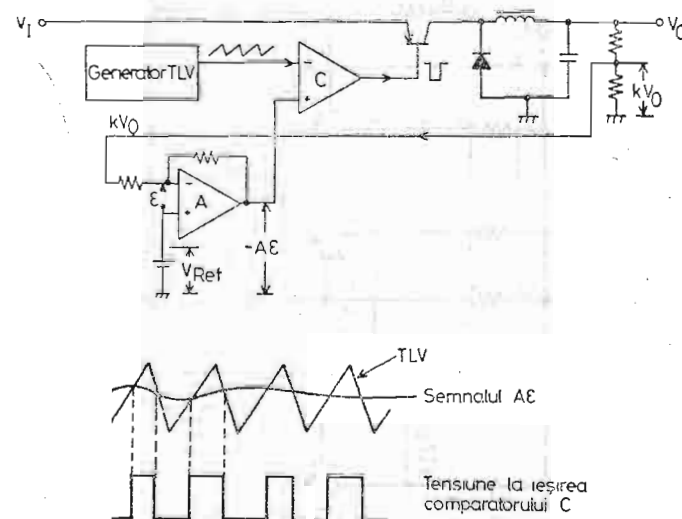 V_I
V_O
Generator TLV
C
kV_O
kV_O
ε
A
-Aε
V_Ref
TLV
Semnalul Aε
Tensiune la ieșirea
comparatorului C